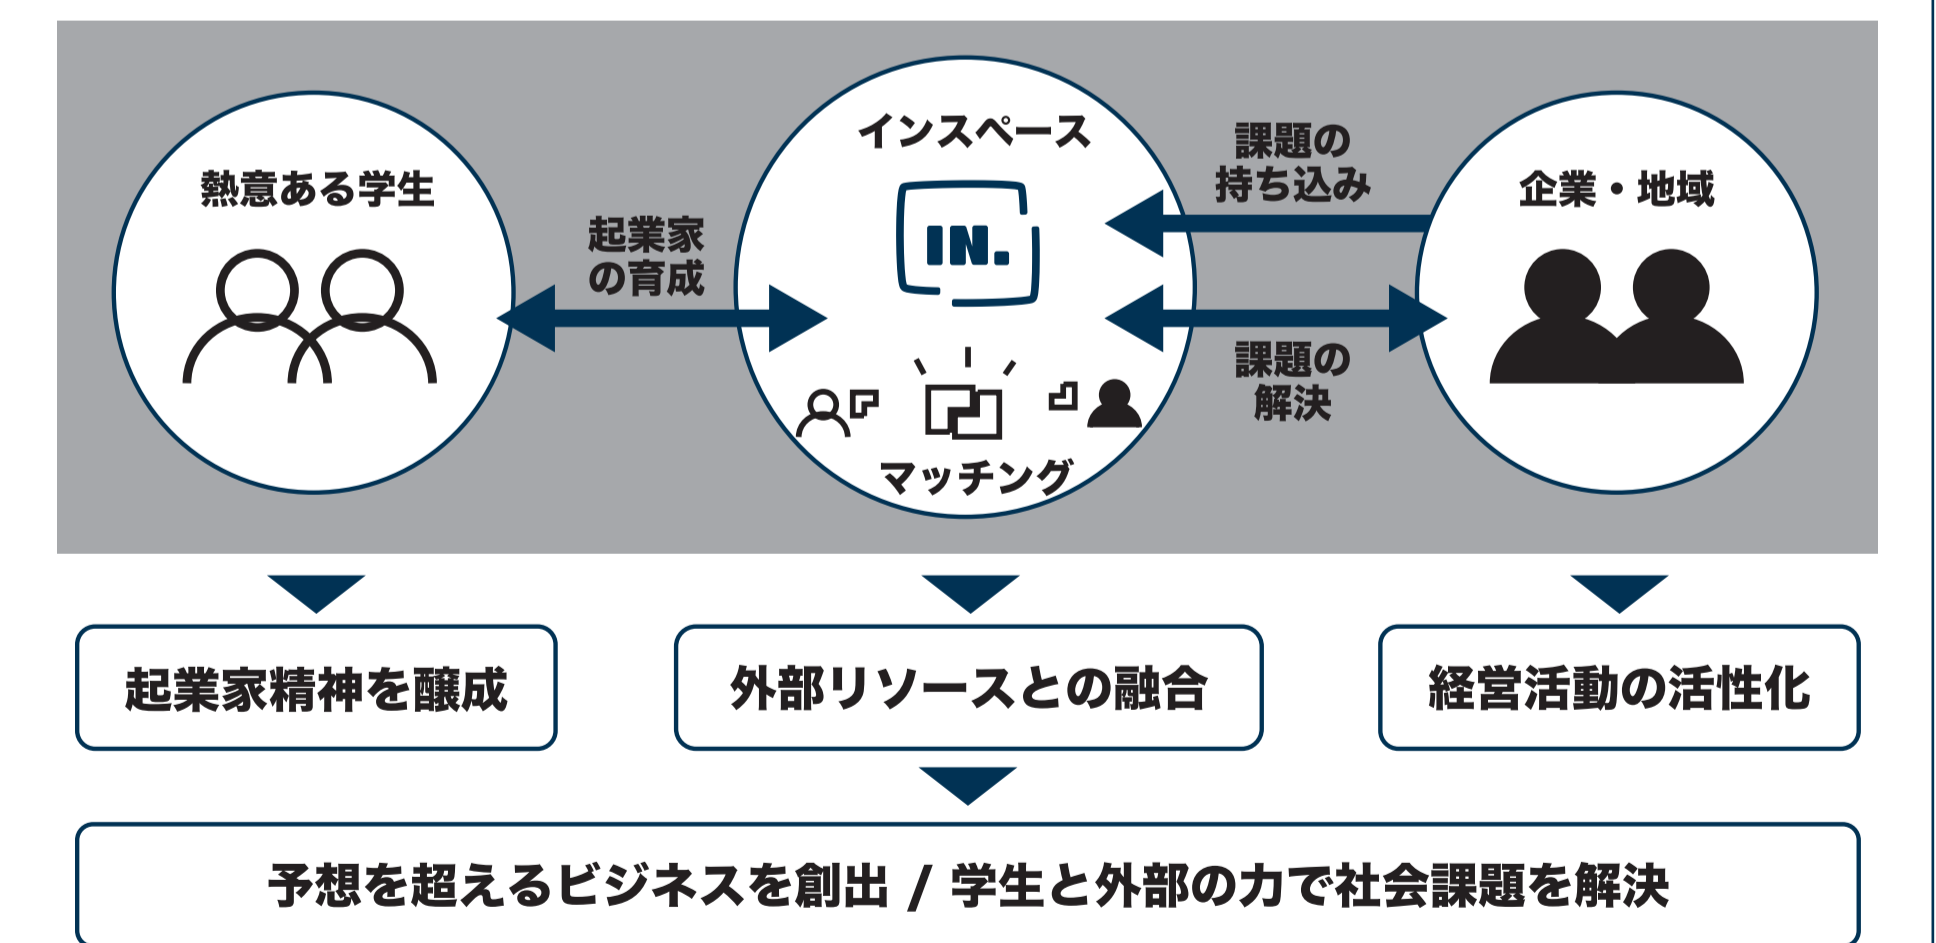 熱意ある学生
起業家
の育成
インスペース
IN.
マッチング
課題の
持ち込み
課題の
解決
企業・地域
起業家精神を醸成
外部リソースとの融合
経営活動の活性化
予想を超えるビジネスを創出 / 学生と外部の力で社会課題を解決